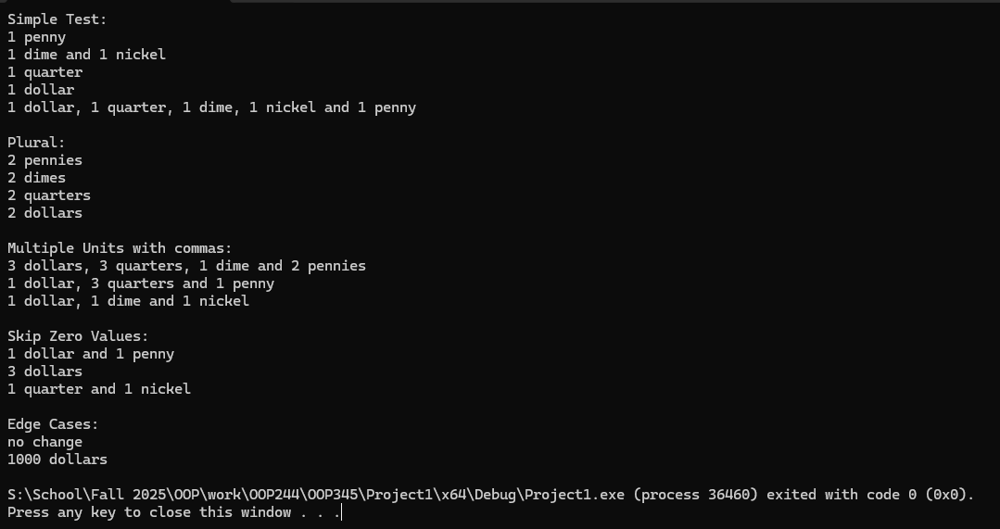 Simple Test:
1 penny
1 dime and 1 nickel
1 quarter
1 dollar
1 dollar, 1 quarter, 1 dime, 1 nickel and 1 penny
Plural:
2 pennies
2 dimes
2 quarters
2 dollars
Multiple Units with commas:
3 dollars, 3 quarters, 1 dime and 2 pennies
1 dollar, 3 quarters and 1 penny
1 dollar, 1 dime and 1 nickel
Skip Zero Values:
1 dollar and 1 penny
3 dollars
1 quarter and 1 nickel
Edge Cases:
no change
1000 dollars
S:\School\Fall 2025\OOP\work\OOP244\OOP345\Project1\x64\Debug\Project1.exe (process 36460) exited with code 0 (0x0).
Press any key to close this window . . .